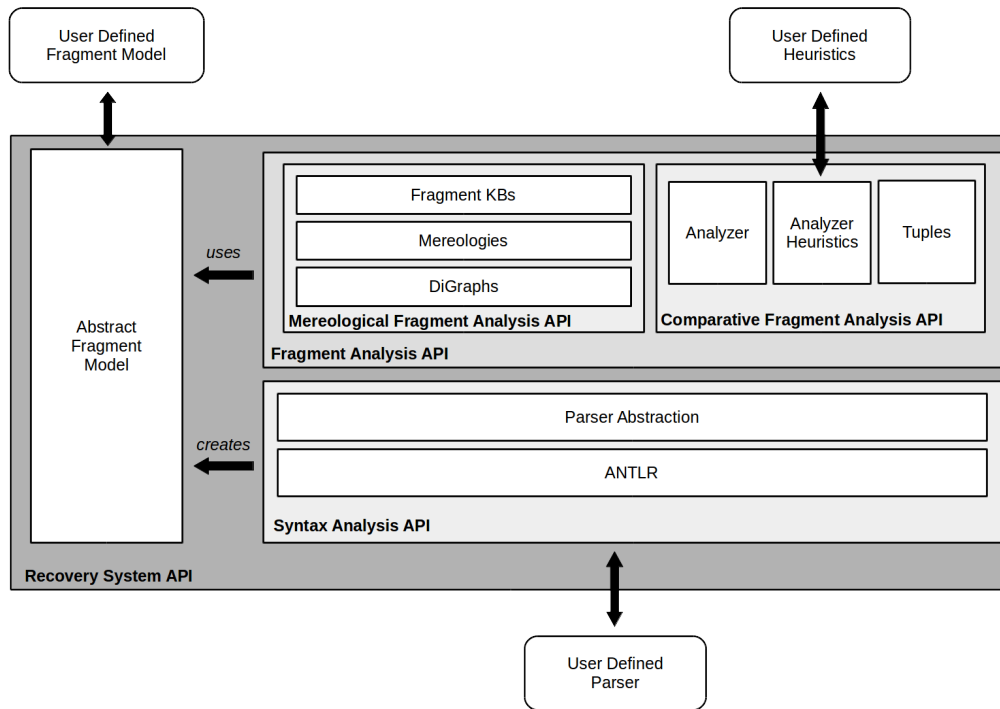 User Defined
Fragment Model
User Defined
Heuristics
Fragment KBs
Mereologies
DiGraphs
Mereological Fragment Analysis API
Analyzer
Analyzer
Heuristics
Tuples
Comparative Fragment Analysis API
Fragment Analysis API
uses
Abstract
Fragment
Model
creates
Parser Abstraction
ANTLR
Syntax Analysis API
Recovery System API
User Defined
Parser